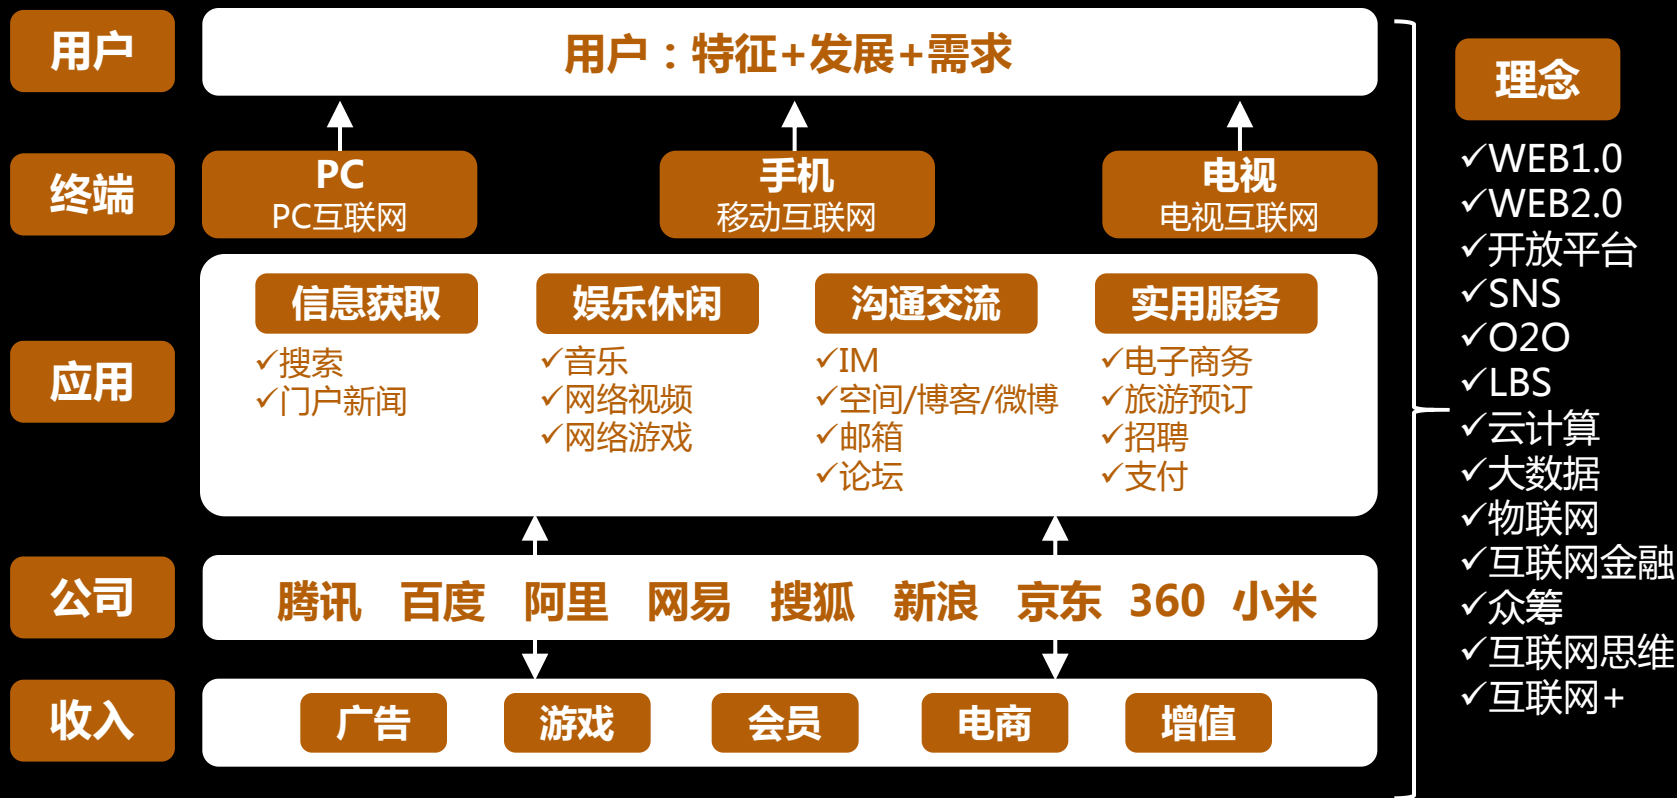 用户
用户：特征+发展+需求
终端
PC
PC互联网
手机
移动互联网
电视
电视互联网
应用
信息获取
✓搜索
✓门户新闻
娱乐休闲
✓音乐
✓网络视频
✓网络游戏
沟通交流
✓IM
✓空间/博客/微博
✓邮箱
✓论坛
实用服务
✓电子商务
✓旅游预订
✓招聘
✓支付
公司
腾讯 百度 阿里 网易 搜狐 新浪 京东 360 小米
收入
广告
游戏
会员
电商
增值
理念
✓WEB1.0
✓WEB2.0
✓开放平台
✓SNS
✓O2O
✓LBS
✓云计算
✓大数据
✓物联网
✓互联网金融
✓众筹
✓互联网思维
✓互联网+